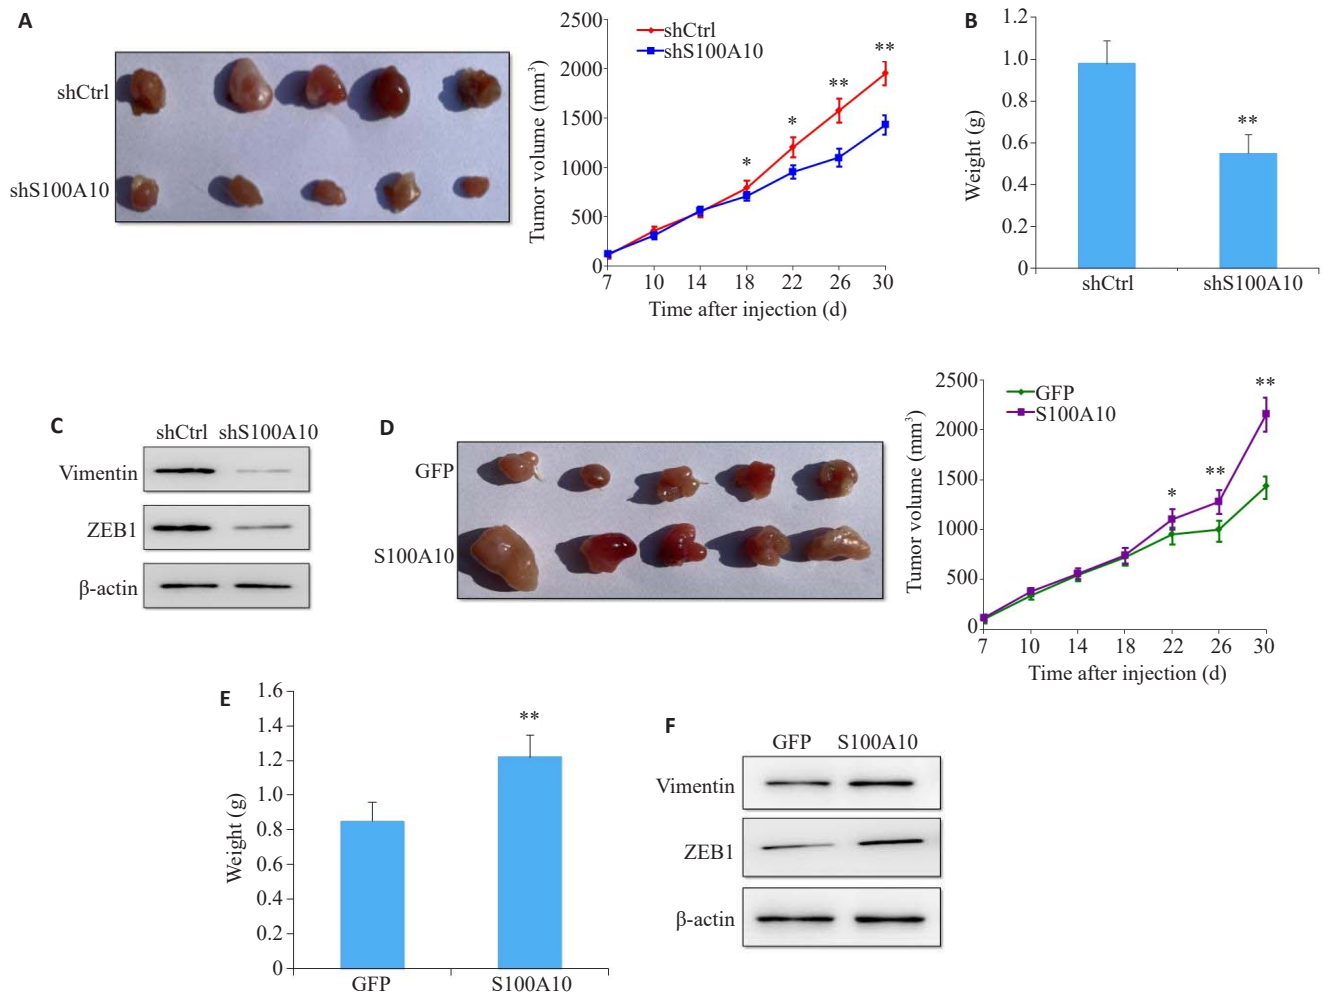 A
shCtrl
shS100A10
Tumor volume (mm³)
2500
2000
1500
1000
500
0
shCtrl
shS100A10
*
*
**
**
7 10 14 18 22 26 30
Time after injection (d)
B
Weight (g)
1.2
1.0
0.8
0.6
0.4
0.2
0
**
shCtrl shS100A10
C
shCtrl shS100A10
Vimentin
ZEB1
β-actin
D
GFP
S100A10
Tumor volume (mm³)
2500
2000
1500
1000
500
0
GFP
S100A10
*
**
**
7 10 14 18 22 26 30
Time after injection (d)
E
Weight (g)
1.6
1.4
1.2
1.0
0.8
0.6
0.4
0.2
0
**
GFP S100A10
F
GFP S100A10
Vimentin
ZEB1
β-actin